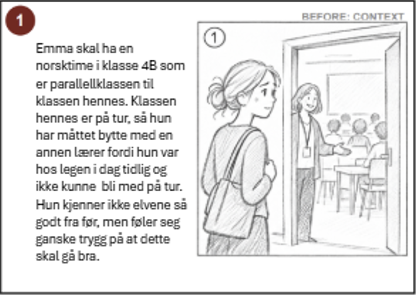 1
BEFORE: CONTEXT
1
Emma skal ha en
norsktime i klasse 4B som
er parallellklassen til
klassen hennes. Klassen
hennes er på tur, så hun
har måttet bytte med en
annen lærer fordi hun var
hos legen i dag tidlig og
ikke kunne bli med på tur.
Hun kjenner ikke elvene så
godt fra før, men føler seg
ganske trygg på at dette
skal gå bra.